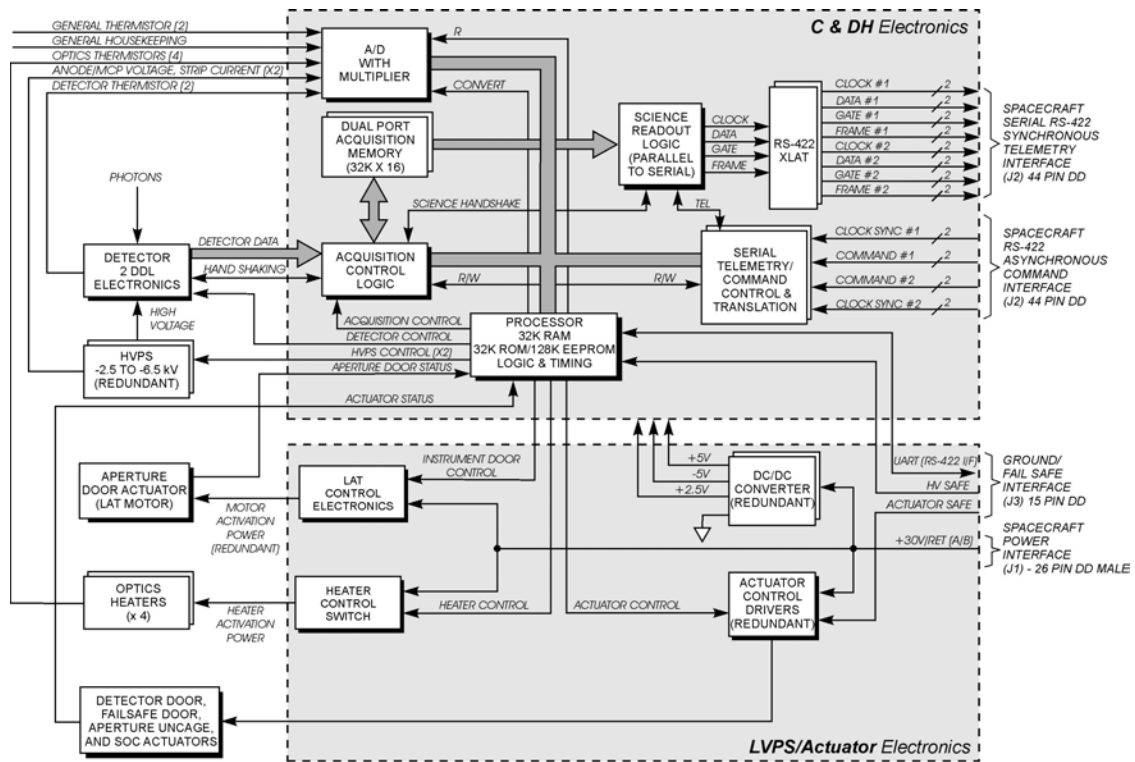 C & DH Electronics
GENERAL THERMISTOR (2)
GENERAL HOUSEKEEPING
OPTICS THERMISTORS (4)
ANODE/MCP VOLTAGE, STRIP CURRENT (X2)
DETECTOR THERMISTOR (2)
A/D
WITH
MULTIPLIER
R
CONVERT
DUAL PORT
ACQUISITION
MEMORY
(32K X 16)
SCIENCE
READOUT
LOGIC
(PARALLEL
TO SERIAL)
CLOCK
DATA
GATE
FRAME
RS-422
XLAT
CLOCK #1
DATA #1
GATE #1
FRAME #1
CLOCK #2
DATA #2
GATE #2
FRAME #2
2
2
2
2
2
2
2
2
SPACECRAFT
SERIAL RS-422
SYNCHRONOUS
TELEMETRY
INTERFACE
(J2) 44 PIN DD
PHOTONS
SCIENCE HANDSHAKE
TEL
DETECTOR
2 DDL
ELECTRONICS
DETECTOR DATA
HAND SHAKING
ACQUISITION
CONTROL
LOGIC
R/W
R/W
SERIAL
TELEMETRY/
COMMAND
CONTROL &
TRANSLATION
CLOCK SYNC #1
COMMAND #1
COMMAND #2
CLOCK SYNC #2
2
2
2
2
SPACECRAFT
RS-422
ASYNCHRONOUS
COMMAND
INTERFACE
(J2) 44 PIN DD
HIGH
VOLTAGE
HVPS
-2.5 TO -6.5 kV
(REDUNDANT)
ACQUISITION CONTROL
DETECTOR CONTROL
HVPS CONTROL (X2)
APERTURE DOOR STATUS
ACTUATOR STATUS
PROCESSOR
32K RAM
32K ROM/128K EEPROM
LOGIC & TIMING
APERTURE
DOOR ACTUATOR
(LAT MOTOR)
MOTOR
ACTIVATION
POWER
(REDUNDANT)
LAT
CONTROL
ELECTRONICS
INSTRUMENT DOOR
CONTROL
+5V
-5V
+2.5V
DC/DC
CONVERTER
(REDUNDANT)
UART (RS-422 I/F)
HV SAFE
ACTUATOR SAFE
GROUND/
FAIL SAFE
INTERFACE
(J3) 15 PIN DD
+30V/RET (A/B)
SPACECRAFT
POWER
INTERFACE
(J1) - 26 PIN DD MALE
OPTICS
HEATERS
(x 4)
HEATER
ACTIVATION
POWER
HEATER
CONTROL
SWITCH
HEATER CONTROL
ACTUATOR CONTROL
ACTUATOR
CONTROL
DRIVERS
(REDUNDANT)
DETECTOR DOOR,
FAILSAFE DOOR,
APERTURE UNCAGE,
AND SOC ACTUATORS
LVPS/Actuator Electronics